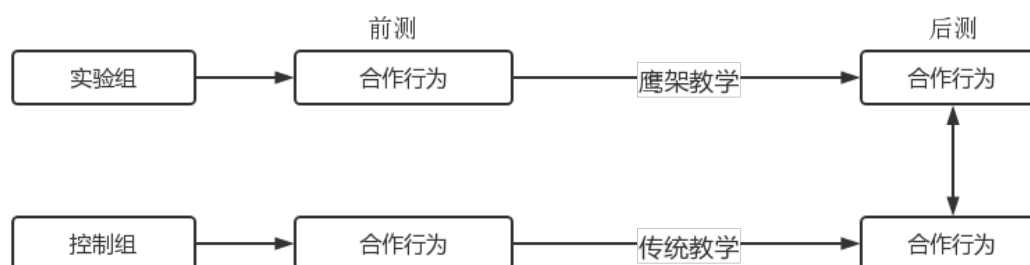 前测 后测
实验组 合作行为 鹰架教学 合作行为
控制组 合作行为 传统教学 合作行为